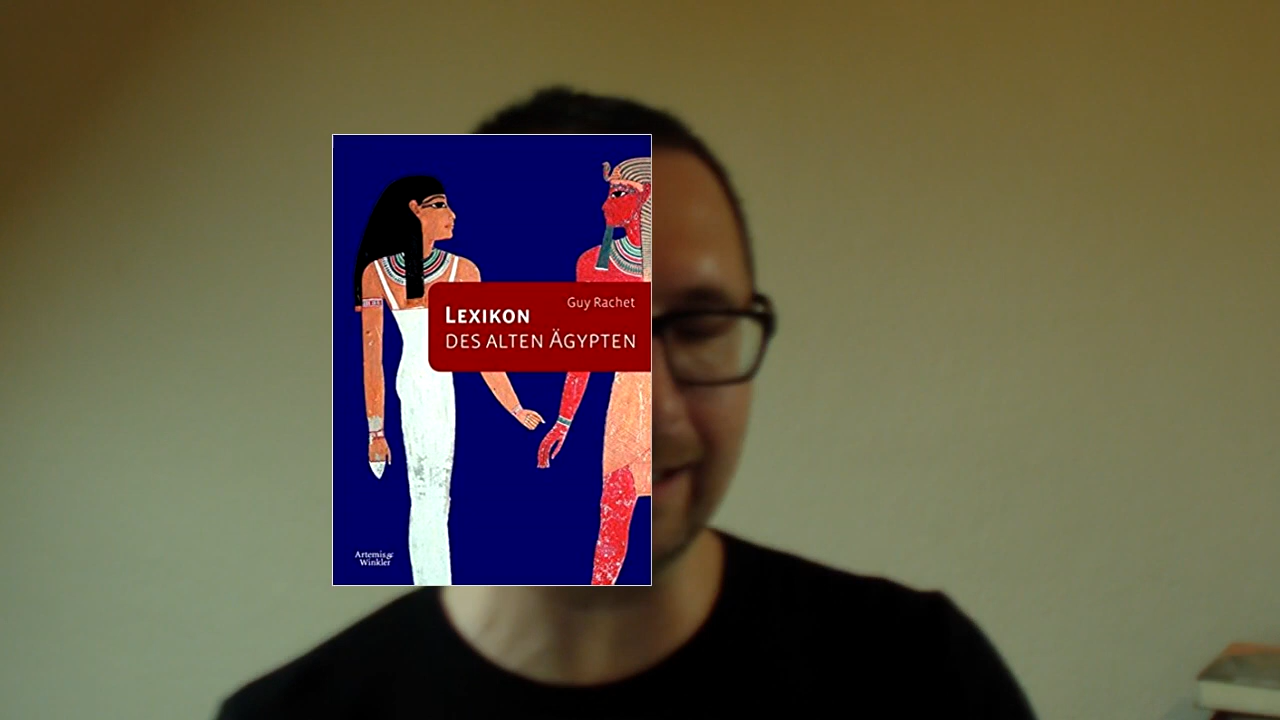 Guy Rachet
LEXIKON
DES ALTEN ÄGYPTEN
Artemis &
Winkler